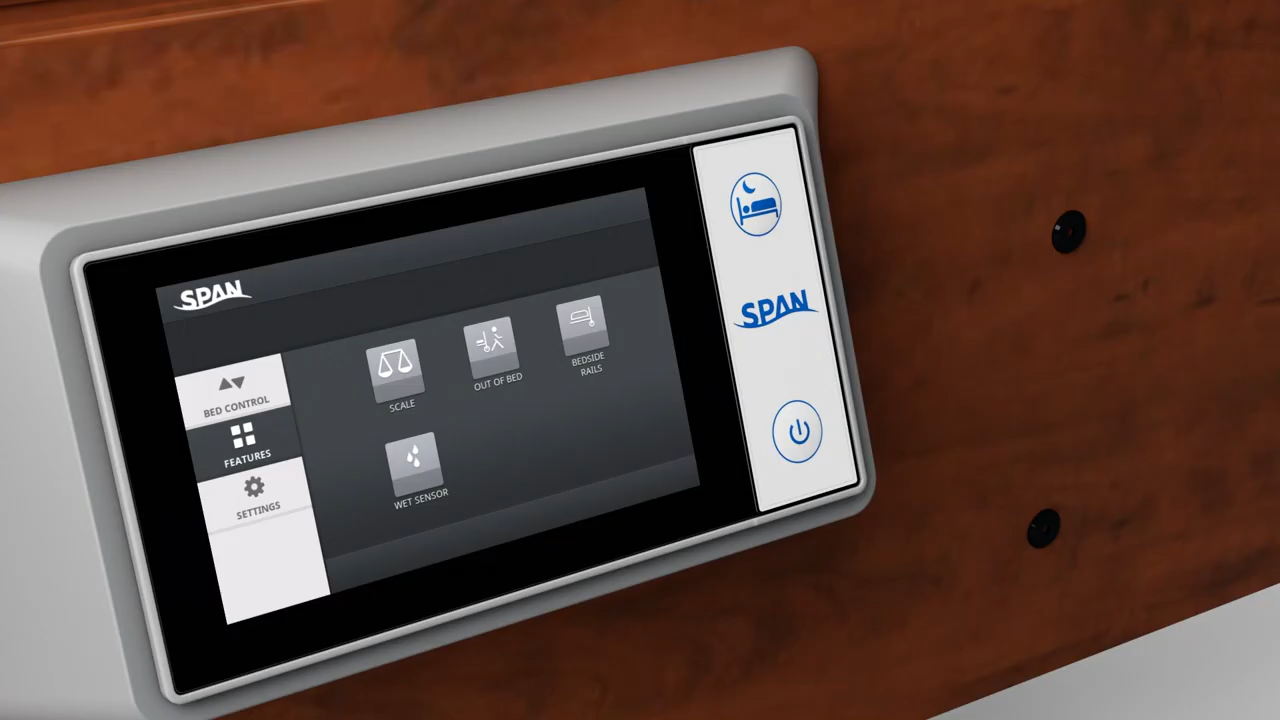 SPAN
BED CONTROL
FEATURES
SETTINGS
SCALE
OUT OF BED
BEDSIDE
RAILS
WET SENSOR
SPAN